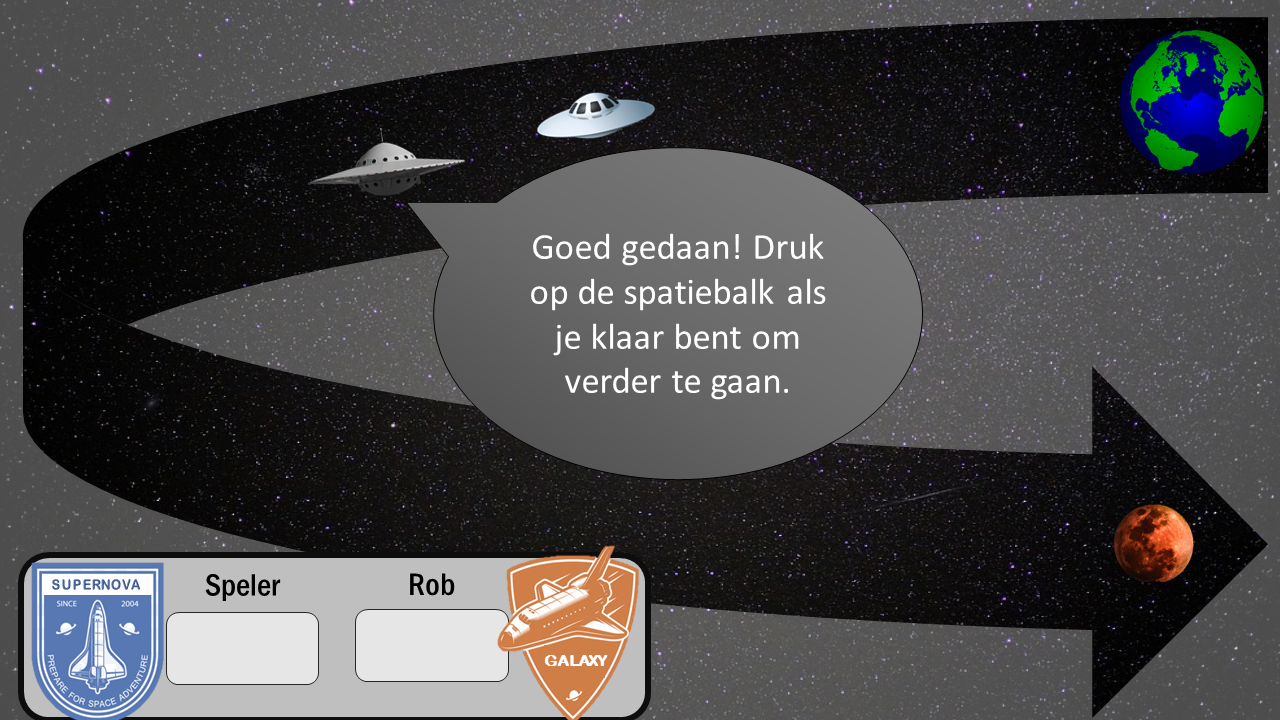 Goed gedaan! Druk
op de spatiebalk als
je klaar bent om
verder te gaan.
Speler
Rob
SUPERNOVA
SINCE 2004
PREPARE FOR SPACE ADVENTURE
GALAXY